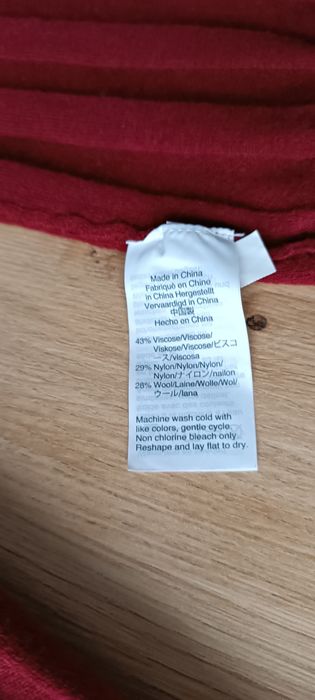 Made in China
Fabriqué en Chine
in China Hergestellt
Vervaardigd in China
中国製
Hecho en China
43% Viscose/Viscose/
Viskose/Viscose/ビスコ
ース/viscosa
29% Nylon/Nylon/Nylon/
Nylon/ナイロン/nailon
28% Wool/Laine/Wolle/Wol/
ウール/lana
Machine wash cold with
like colors, gentle cycle.
Non chlorine bleach only.
Reshape and lay flat to dry.